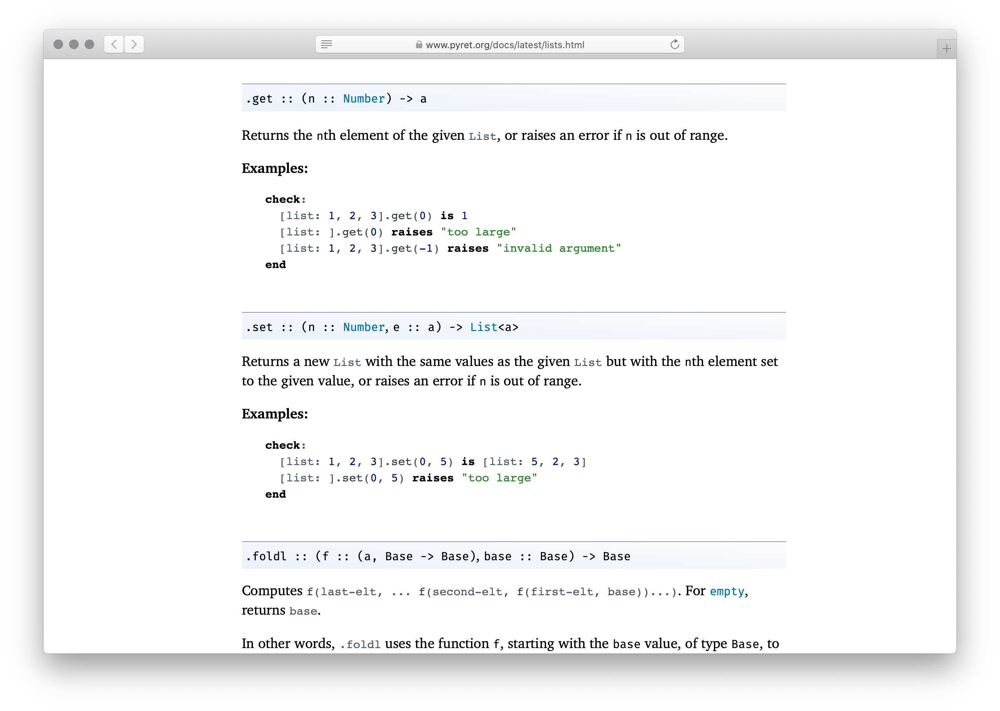 www.pyret.org/docs/latest/lists.html
.get :: (n :: Number) -> a
Returns the nth element of the given List, or raises an error if n is out of range.
Examples:
check:
[list: 1, 2, 3].get(0) is 1
[list: ].get(0) raises "too large"
[list: 1, 2, 3].get(-1) raises "invalid argument"
end
.set :: (n :: Number, e :: a) -> List<a>
Returns a new List with the same values as the given List but with the nth element set
to the given value, or raises an error if n is out of range.
Examples:
check:
[list: 1, 2, 3].set(0, 5) is [list: 5, 2, 3]
[list: ].set(0, 5) raises "too large"
end
.foldl :: (f :: (a, Base -> Base), base :: Base) -> Base
Computes f(last-elt, ... f(second-elt, f(first-elt, base))...). For empty,
returns base.
In other words, .foldl uses the function f, starting with the base value, of type Base, to